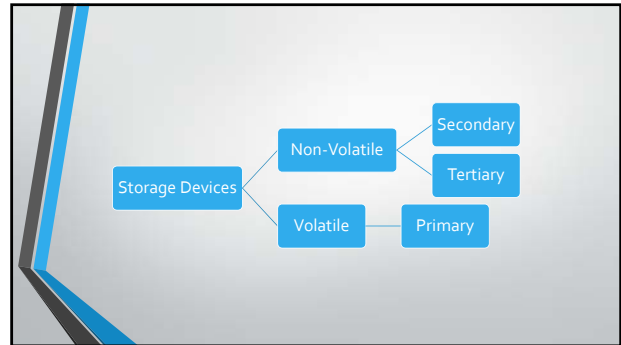 Storage Devices
Non-Volatile
Secondary
Tertiary
Volatile
Primary